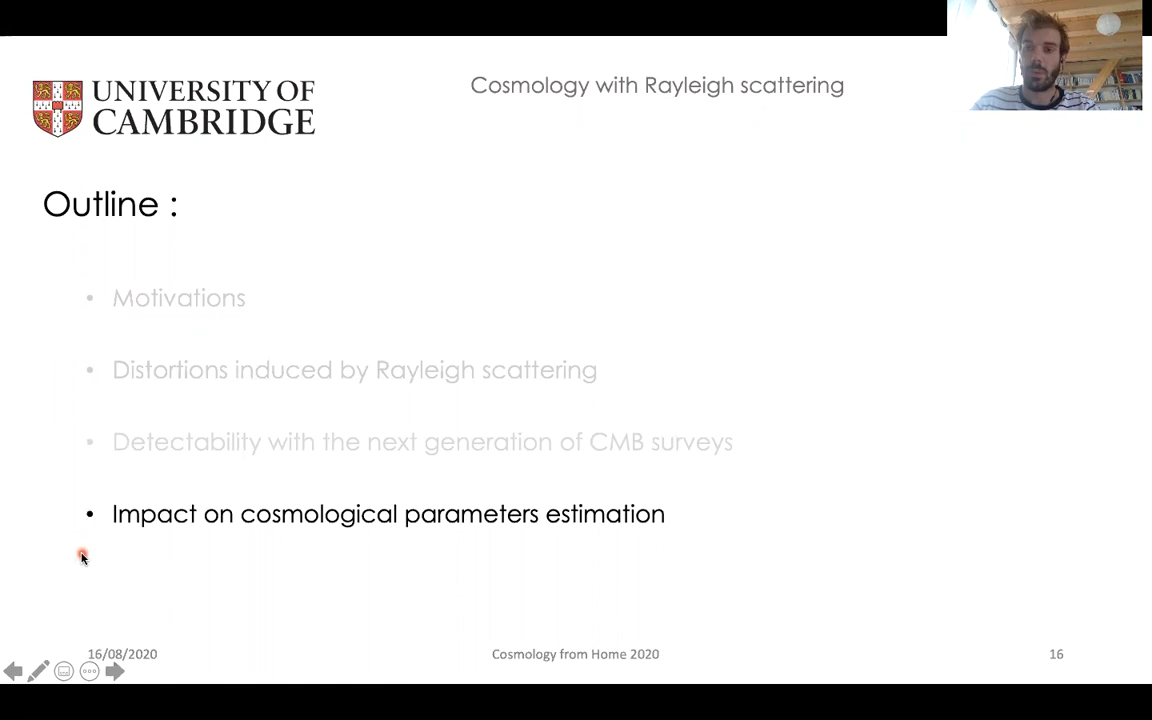 UNIVERSITY OF
CAMBRIDGE
Cosmology with Rayleigh scattering
Outline :
• Motivations
• Distortions induced by Rayleigh scattering
• Detectability with the next generation of CMB surveys
• Impact on cosmological parameters estimation
16/08/2020
Cosmology from Home 2020
16